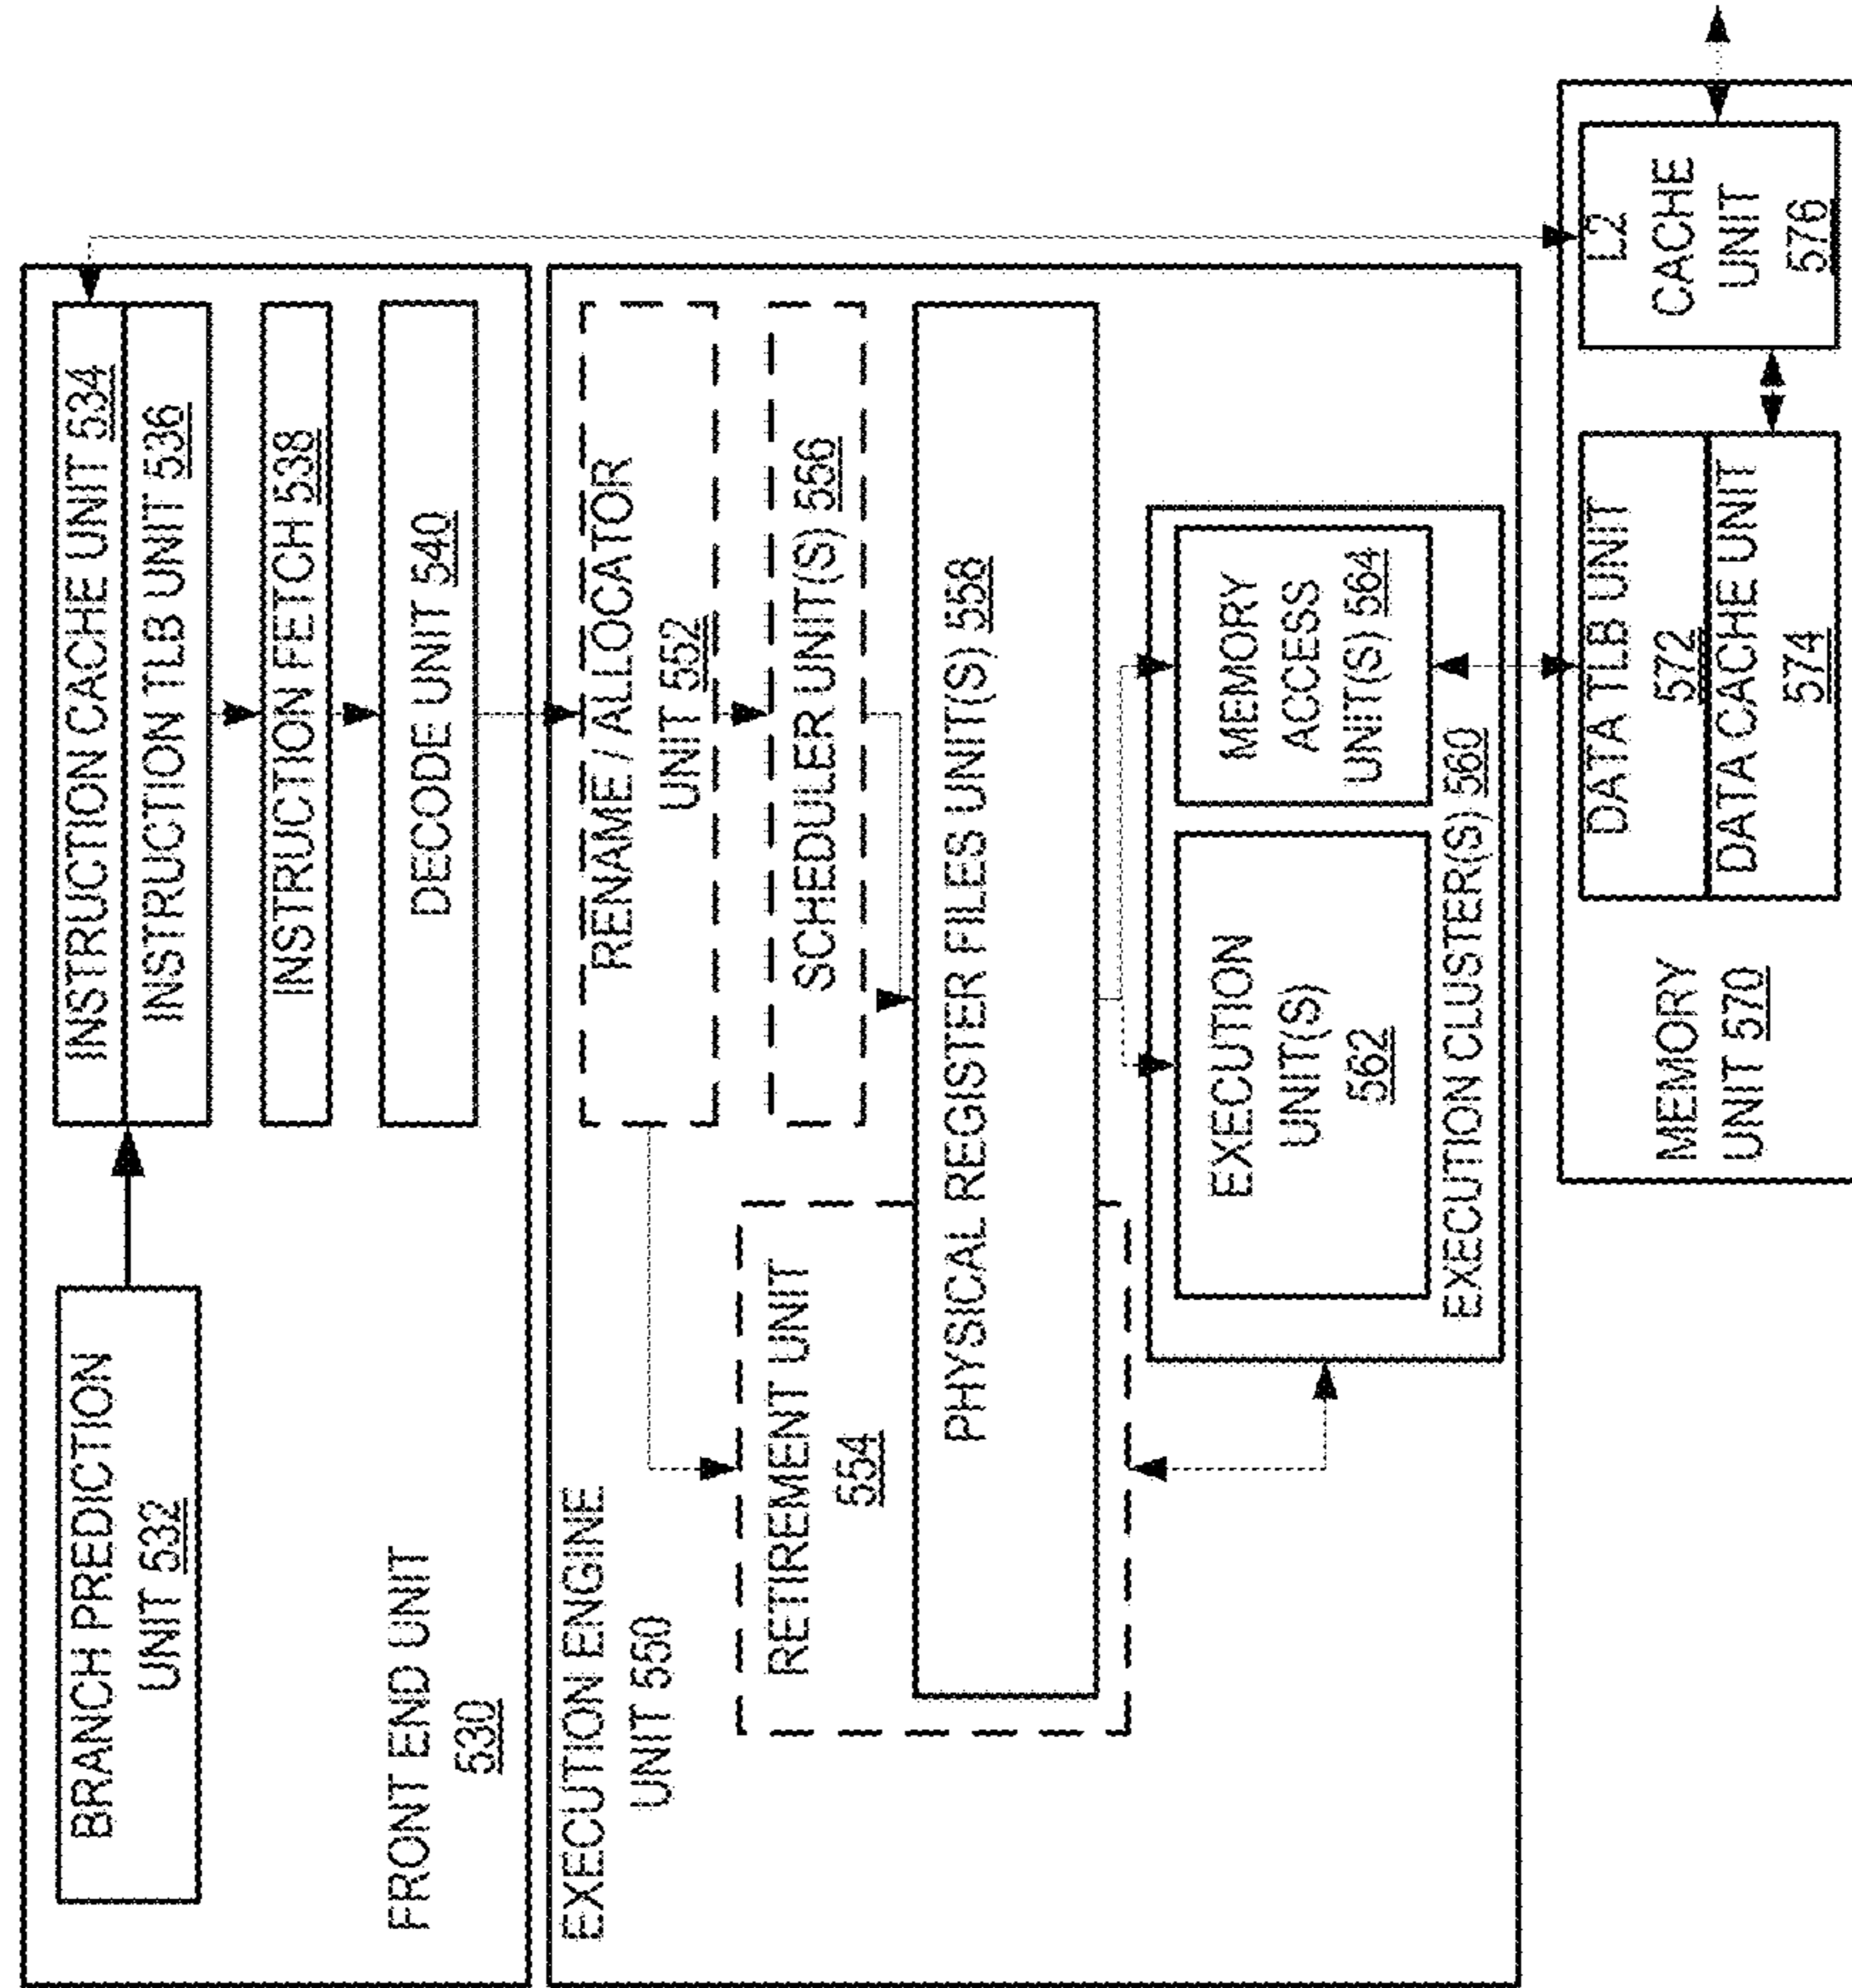 BRANCH PREDICTION
UNIT 532
INSTRUCTION CACHE UNIT 534
INSTRUCTION TLB UNIT 536
INSTRUCTION FETCH 538
DECODE UNIT 540
FRONT END UNIT
530
EXECUTION ENGINE
UNIT 550
RENAME / ALLOCATOR
UNIT 552
RETIREMENT UNIT
554
SCHEDULER UNIT(S) 556
PHYSICAL REGISTER FILES UNIT(S) 558
EXECUTION
UNIT(S)
562
MEMORY
ACCESS
UNIT(S) 564
EXECUTION CLUSTER(S) 560
MEMORY
UNIT 570
DATA TLB UNIT
572
DATA CACHE UNIT
574
L2
CACHE
UNIT
576